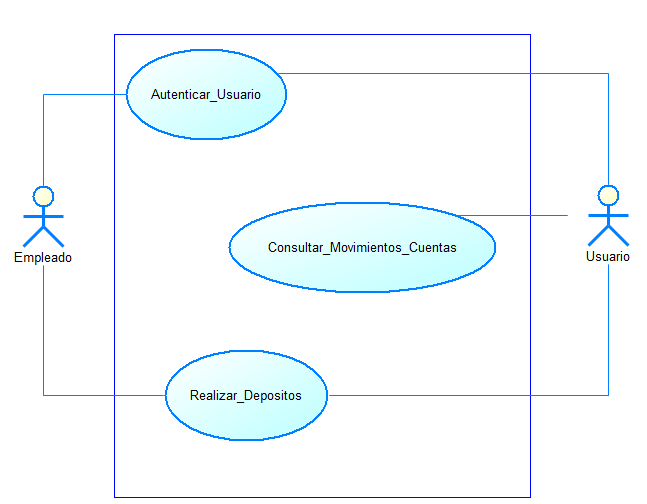 Autenticar_Usuario
Consultar_Movimientos_Cuentas
Empleado
Usuario
Realizar_Depositos